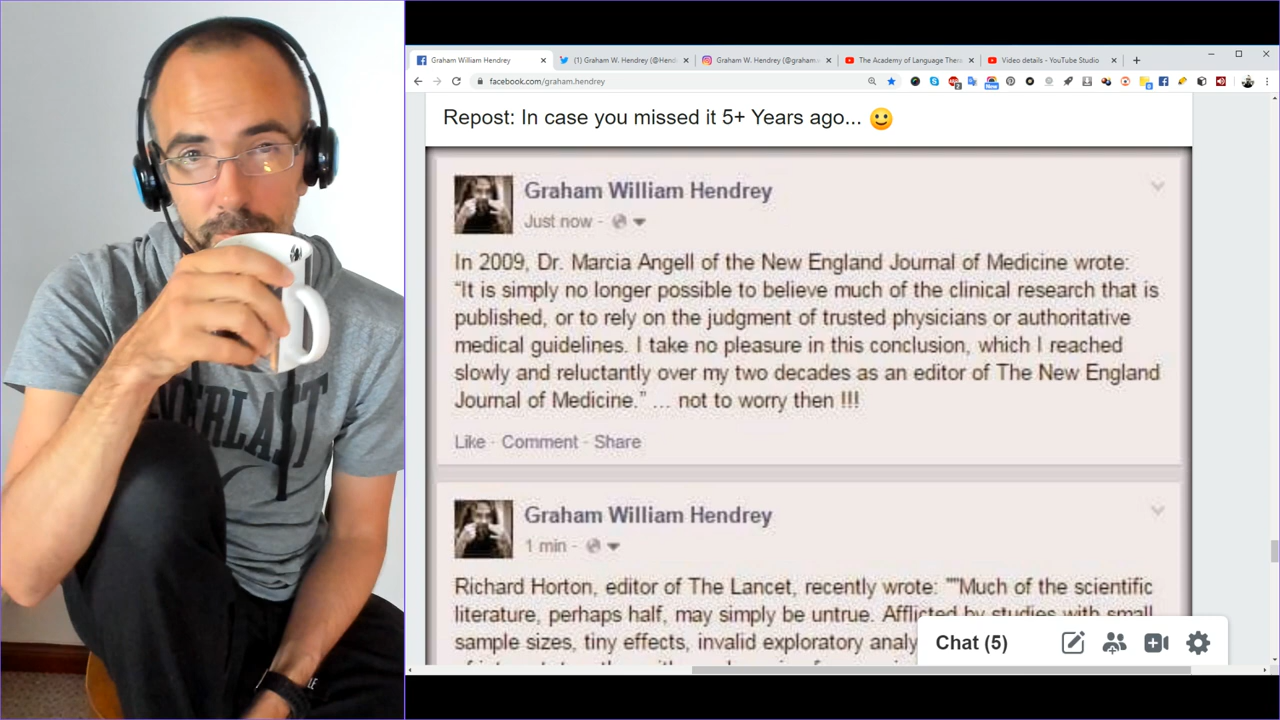 Graham William Hendrey
(1) Graham W. Hendrey (@Hend
Graham W. Hendrey (@graham
The Academy of Language Ther
Video details - YouTube Studio
facebook.com/graham.hendrey
New
2
0
Repost: In case you missed it 5+ Years ago...
Graham William Hendrey
Just now -
In 2009, Dr. Marcia Angell of the New England Journal of Medicine wrote:
“It is simply no longer possible to believe much of the clinical research that is
published, or to rely on the judgment of trusted physicians or authoritative
medical guidelines. I take no pleasure in this conclusion, which I reached
slowly and reluctantly over my two decades as an editor of The New England
Journal of Medicine.” ... not to worry then !!!
Like · Comment · Share
Graham William Hendrey
1 min -
Richard Horton, editor of The Lancet, recently wrote: ""Much of the scientific
literature, perhaps half, may simply be untrue. Afflicted by studies with small
sample sizes, tiny effects, invalid exploratory analy
Chat (5)
VERLAST